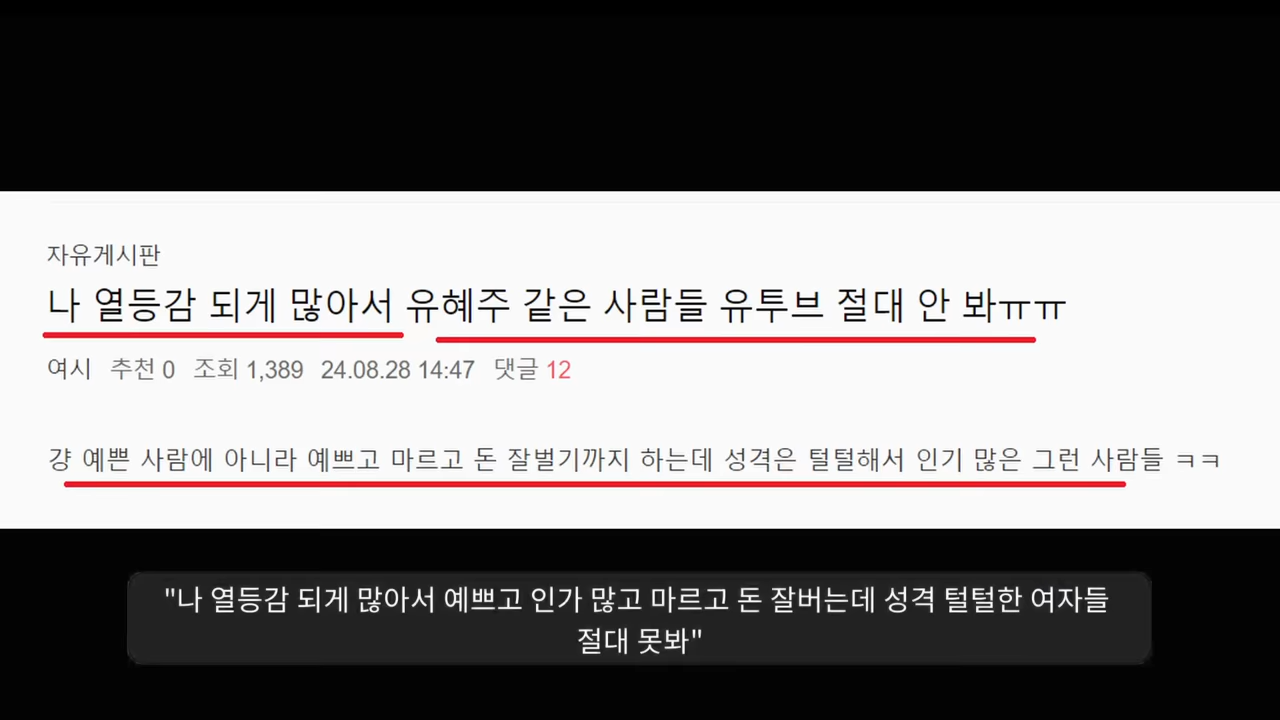 자유게시판
나 열등감 되게 많아서 유혜주 같은 사람들 유투브 절대 안 봐ㅠㅠ
여시 추천 0 조회 1,389 24.08.28 14:47 댓글 12
걍 예쁜 사람에 아니라 예쁘고 마르고 돈 잘벌기까지 하는데 성격은 털털해서 인기 많은 그런 사람들 ㅋㅋ
"나 열등감 되게 많아서 예쁘고 인가 많고 마르고 돈 잘버는데 성격 털털한 여자들
절대 못봐"